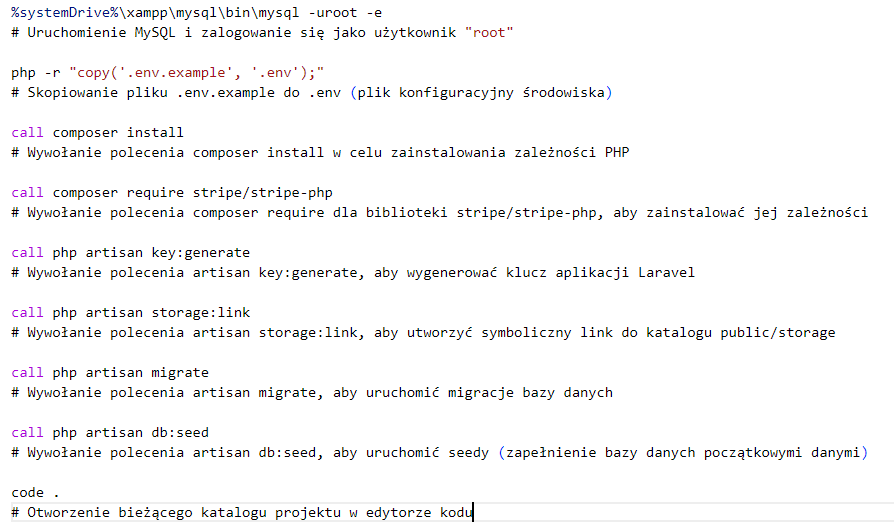 %systemDrive%\xampp\mysql\bin\mysql -uroot -e
# Uruchomienie MySQL i zalogowanie się jako użytkownik "root"
php -r "copy('.env.example', '.env');"
# Skopiowanie pliku .env.example do .env (plik konfiguracyjny środowiska)
call composer install
# Wywołanie polecenia composer install w celu zainstalowania zależności PHP
call composer require stripe/stripe-php
# Wywołanie polecenia composer require dla biblioteki stripe/stripe-php, aby zainstalować jej zależności
call php artisan key:generate
# Wywołanie polecenia artisan key:generate, aby wygenerować klucz aplikacji Laravel
call php artisan storage:link
# Wywołanie polecenia artisan storage:link, aby utworzyć symboliczny link do katalogu public/storage
call php artisan migrate
# Wywołanie polecenia artisan migrate, aby uruchomić migracje bazy danych
call php artisan db:seed
# Wywołanie polecenia artisan db:seed, aby uruchomić seedy (zapełnienie bazy danych początkowymi danymi)
code .
# Otworzenie bieżącego katalogu projektu w edytorze kodu